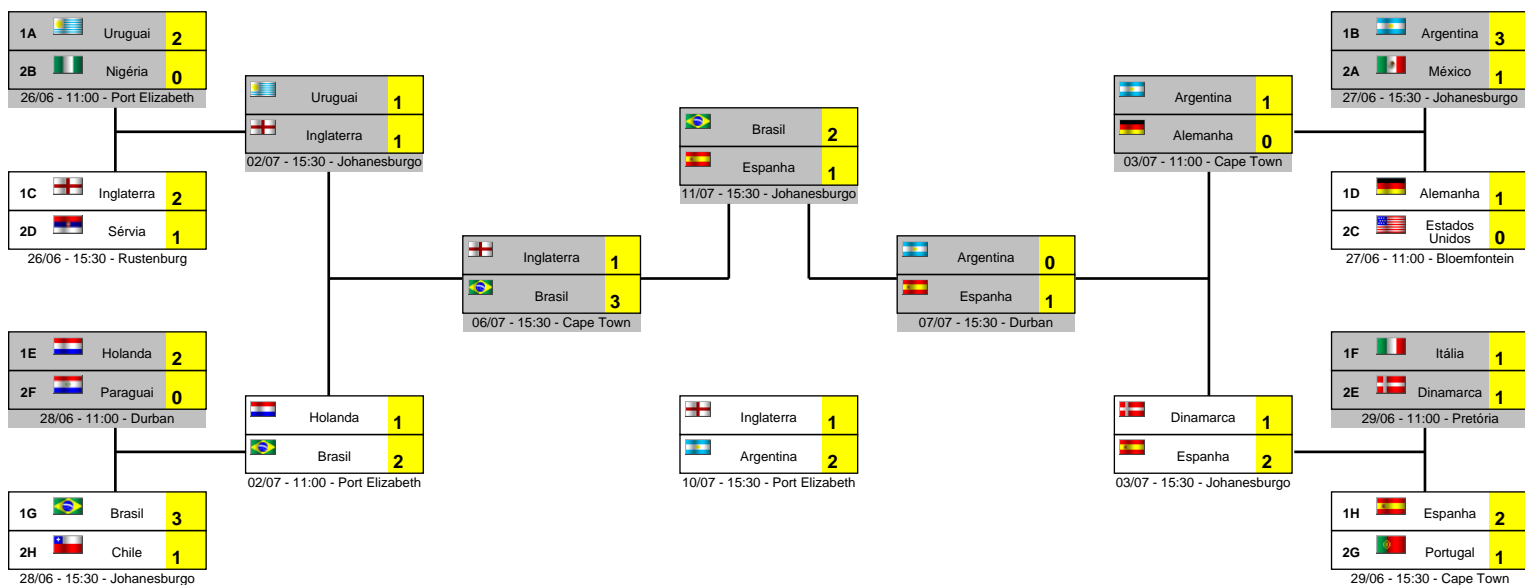 1A Uruguai 2
2B Nigéria 0
26/06 - 11:00 - Port Elizabeth
1C Inglaterra 2
2D Sérvia 1
26/06 - 15:30 - Rustenburg
1E Holanda 2
2F Paraguai 0
28/06 - 11:00 - Durban
1G Brasil 3
2H Chile 1
28/06 - 15:30 - Johanesburgo
Uruguai 1
Inglaterra 1
02/07 - 15:30 - Johanesburgo
Holanda 1
Brasil 2
02/07 - 11:00 - Port Elizabeth
Inglaterra 1
Brasil 3
06/07 - 15:30 - Cape Town
Brasil 2
Espanha 1
11/07 - 15:30 - Johanesburgo
Inglaterra 1
Argentina 2
10/07 - 15:30 - Port Elizabeth
Argentina 0
Espanha 1
07/07 - 15:30 - Durban
Argentina 1
Alemanha 0
03/07 - 11:00 - Cape Town
Dinamarca 1
Espanha 2
03/07 - 15:30 - Johanesburgo
1B Argentina 3
2A México 1
27/06 - 15:30 - Johanesburgo
1D Alemanha 1
2C Estados
Unidos 0
27/06 - 11:00 - Bloemfontein
1F Itália 1
2E Dinamarca 1
29/06 - 11:00 - Pretória
1H Espanha 2
2G Portugal 1
29/06 - 15:30 - Cape Town